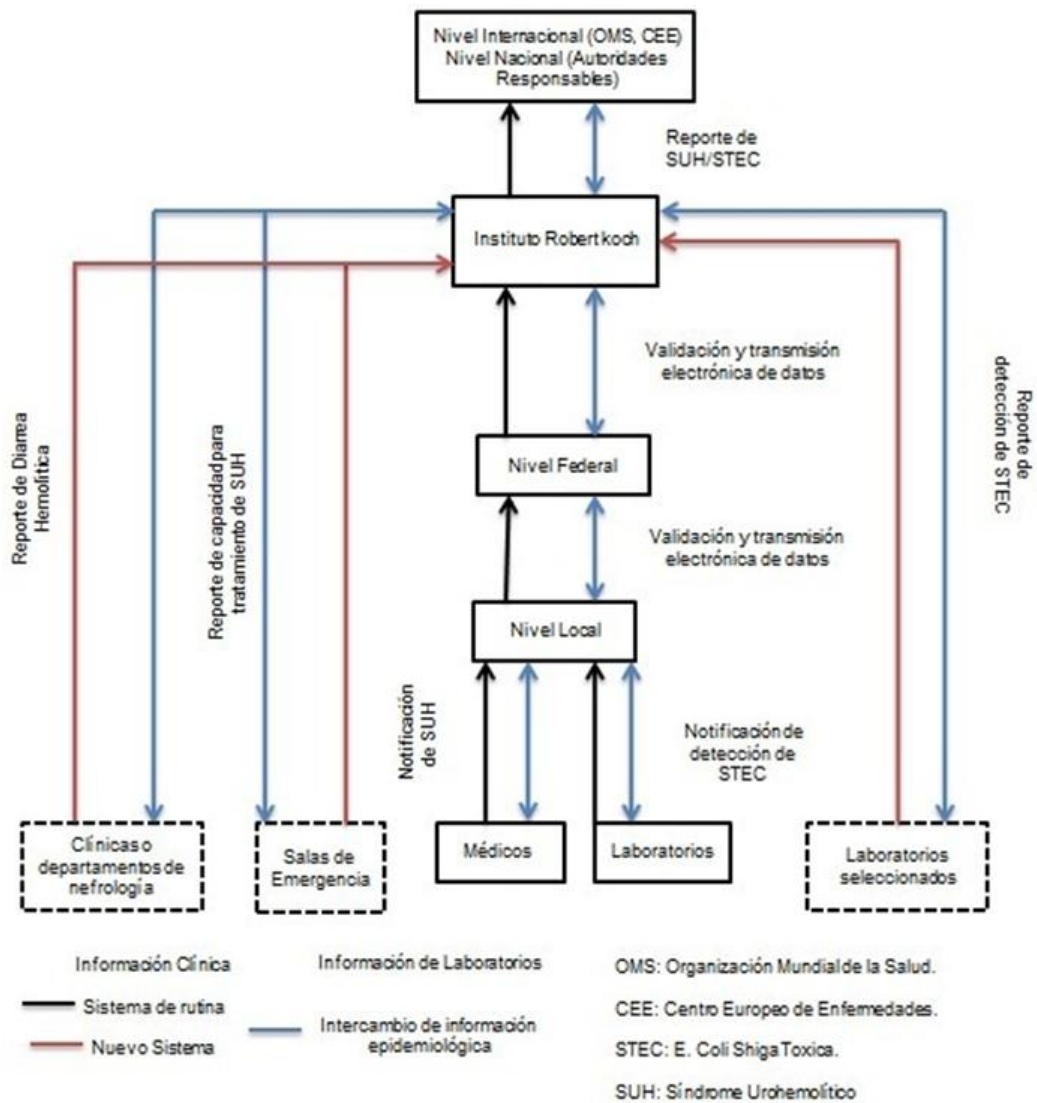 Nivel Internacional (OMS, CEE)
Nivel Nacional (Autoridades
Responsables)
Reporte de
SUH/STEC
Instituto Robert koch
Validación y transmisión
electrónica de datos
Nivel Federal
Validación y transmisión
electrónica de datos
Nivel Local
Reporte de Diarrea
Hemolítica
Reporte de capacidad para
tratamiento de SUH
Notificación
de SUH
Notificación de
detección de
STEC
Reporte de
detección de STEC
Clínicas o
departamentos de
nefrología
Salas de
Emergencia
Médicos
Laboratorios
Laboratorios
seleccionados
Información Clínica
Información de Laboratorios
Sistema de rutina
Nuevo Sistema
Intercambio de información
epidemiológica
OMS: Organización Mundial de la Salud.
CEE: Centro Europeo de Enfermedades.
STEC: E. Coli Shiga Toxica.
SUH: Síndrome Urohemolítico